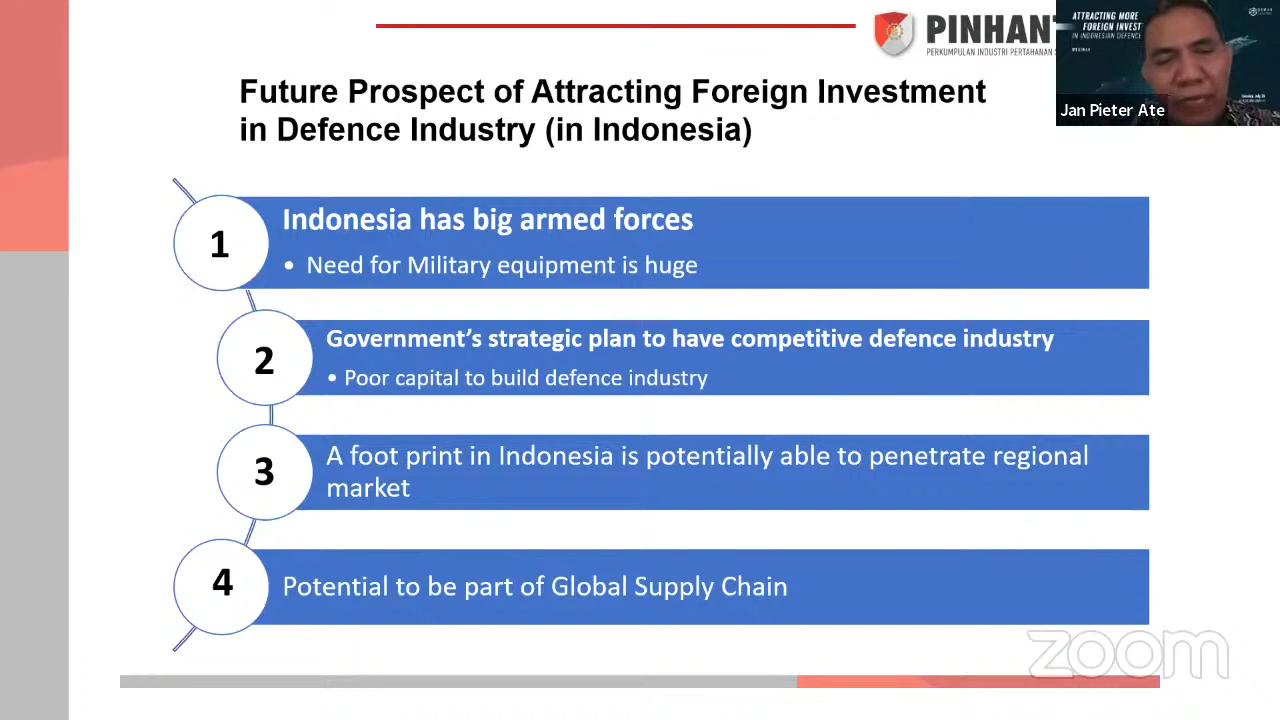 PINHANT
PERKUMPULAN INDUSTRI PERTAHANAN S
ATTRACTING MORE
FOREIGN INVEST
IN INDONESIAN DEFENCE
Jan Pieter Ate
Future Prospect of Attracting Foreign Investment
in Defence Industry (in Indonesia)
1
Indonesia has big armed forces
• Need for Military equipment is huge
2
Government's strategic plan to have competitive defence industry
• Poor capital to build defence industry
3
A foot print in Indonesia is potentially able to penetrate regional
market
4
Potential to be part of Global Supply Chain
zoom